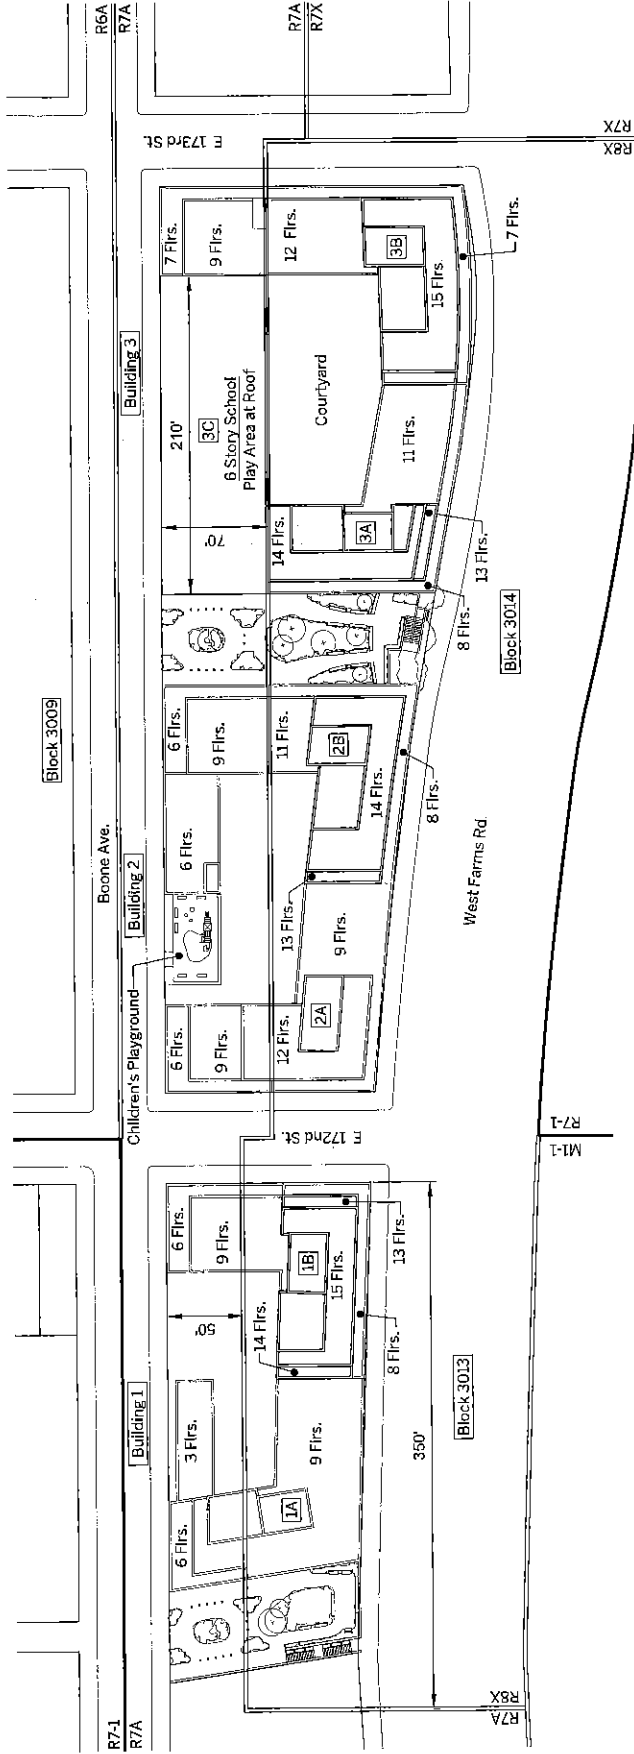 R6A
R7A
R7A
R7X
E 173rd St.
R7X
R8X
7 Flrs.
9 Flrs.
12 Flrs.
3B
15 Flrs.
7 Flrs.
Building 3
210'
3C
6 Story School
Play Area at Roof
Courtyard
11 Flrs.
70'
14 Flrs.
3A
13 Flrs.
8 Flrs.
Block 3014
Block 3009
Boone Ave.
6 Flrs.
9 Flrs.
11 Flrs.
2B
14 Flrs.
8 Flrs.
West Farms Rd.
Building 2
6 Flrs.
13 Flrs.
9 Flrs.
Children's Playground
6 Flrs.
9 Flrs.
12 Flrs.
2A
E 172nd St.
R7-1
M1-1
6 Flrs.
9 Flrs.
1B
15 Flrs.
13 Flrs.
50'
14 Flrs.
8 Flrs.
Building 1
3 Flrs.
9 Flrs.
Block 3013
350'
6 Flrs.
1A
R7-1
R7A
R8X
R7A